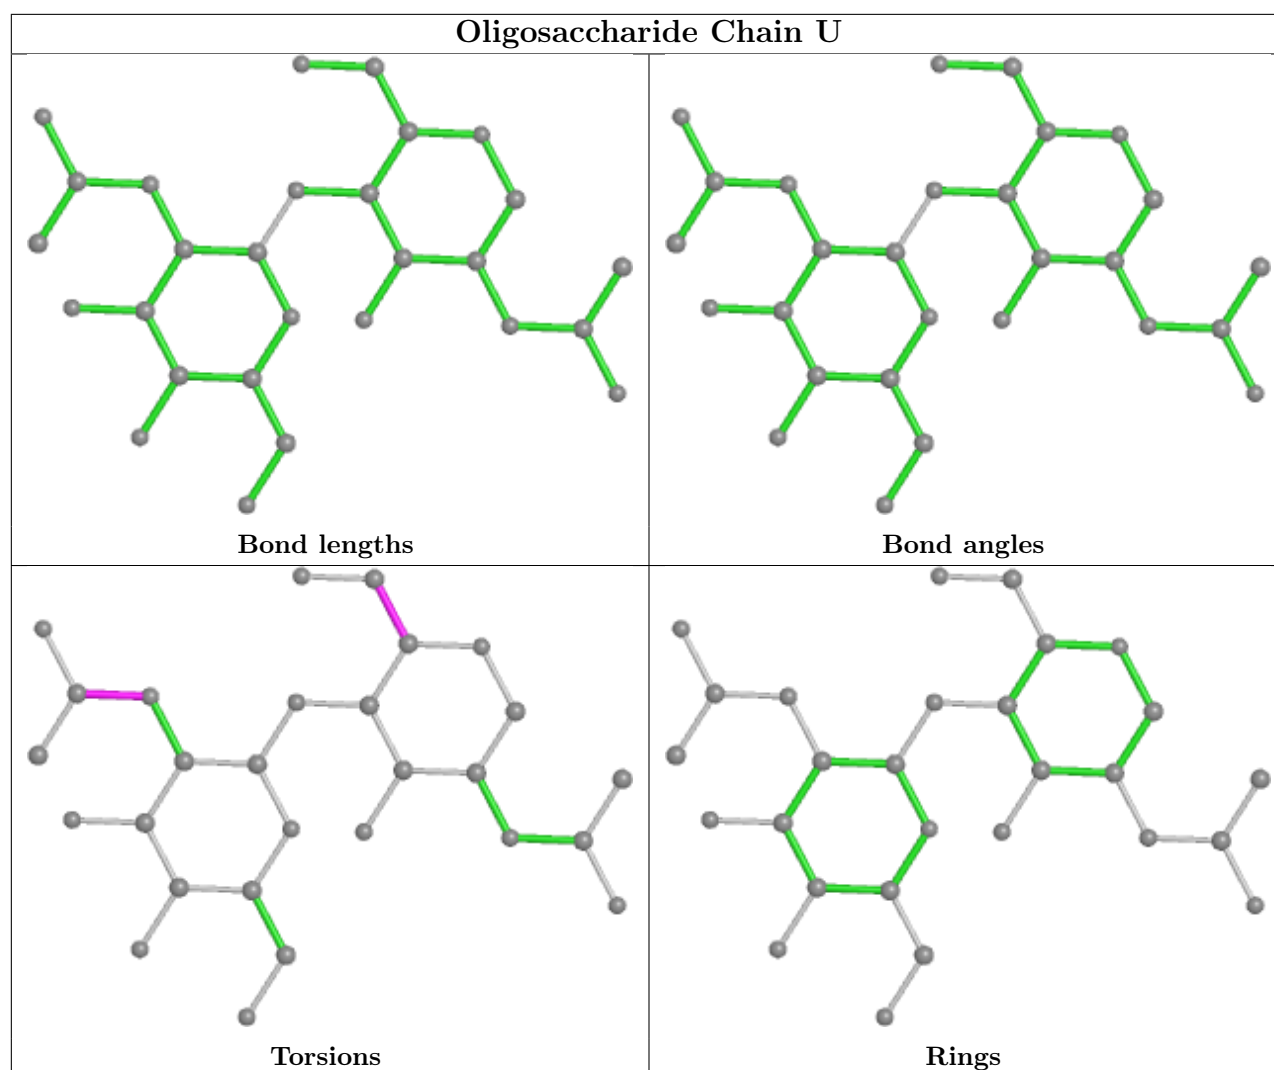 Oligosaccharide Chain U
Bond lengths
Bond angles
Torsions
Rings